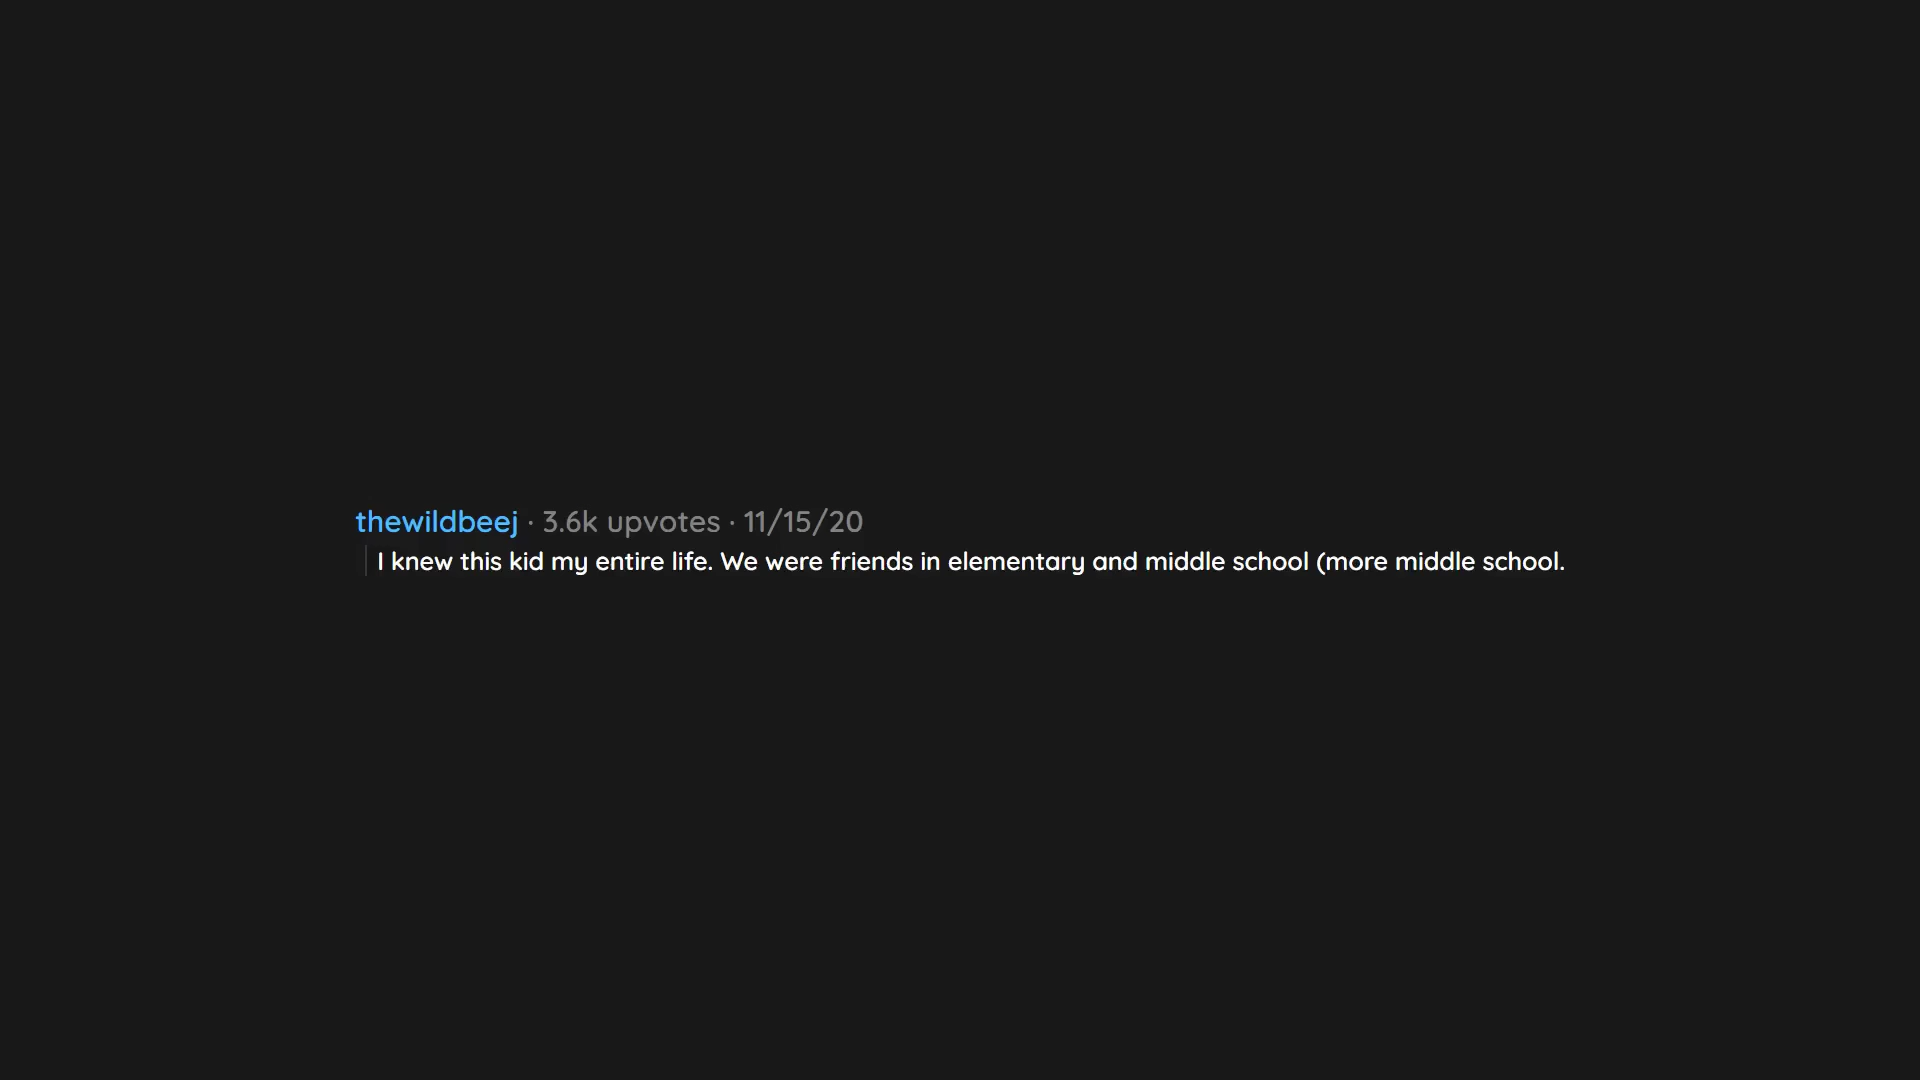 thewildbeej · 3.6k upvotes · 11/15/20
I knew this kid my entire life. We were friends in elementary and middle school (more middle school.